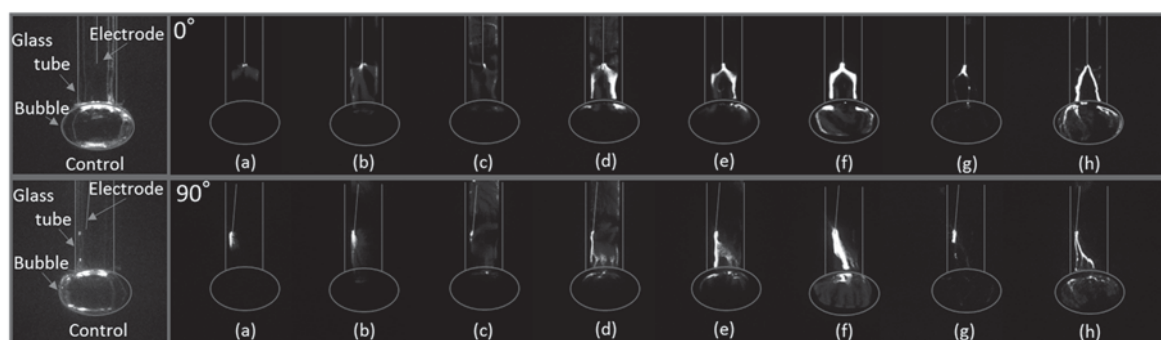 0°
Electrode
Glass
tube
Bubble
Control
(a) (b) (c) (d) (e) (f) (g) (h)
90°
Electrode
Glass
tube
Bubble
Control
(a) (b) (c) (d) (e) (f) (g) (h)